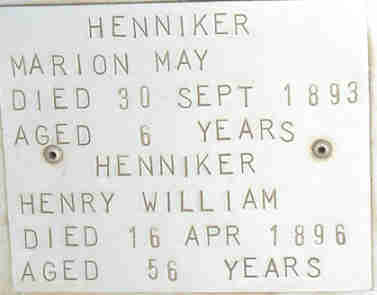 HENNIKER
MARION MAY
DIED 30 SEPT 1893
AGED 6 YEARS
HENNIKER
HENRY WILLIAM
DIED 16 APR 1896
AGED 56 YEARS